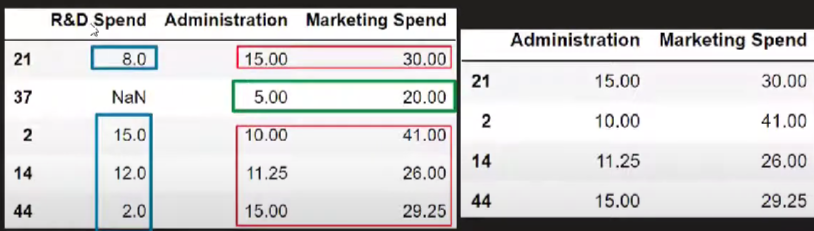 R&D Spend Administration Marketing Spend
21 8.0 15.00 30.00
37 NaN 5.00 20.00
2 15.0 10.00 41.00
14 12.0 11.25 26.00
44 2.0 15.00 29.25
Administration Marketing Spend
21 15.00 30.00
2 10.00 41.00
14 11.25 26.00
44 15.00 29.25